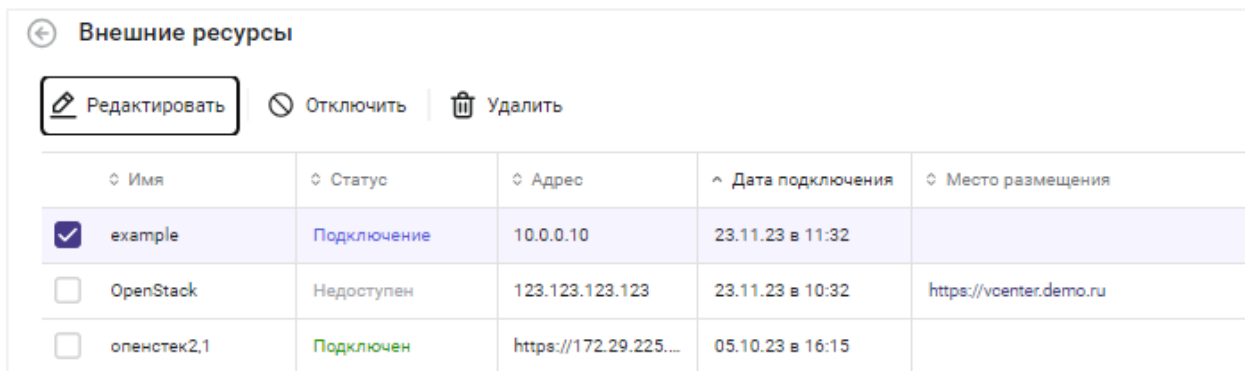 Внешние ресурсы
Редактировать Отключить Удалить
Имя Статус Адрес Дата подключения Место размещения
example Подключение 10.0.0.10 23.11.23 в 11:32
OpenStack Недоступен 123.123.123.123 23.11.23 в 10:32 https://vcenter.demo.ru
опенстек2,1 Подключен https://172.29.225.... 05.10.23 в 16:15